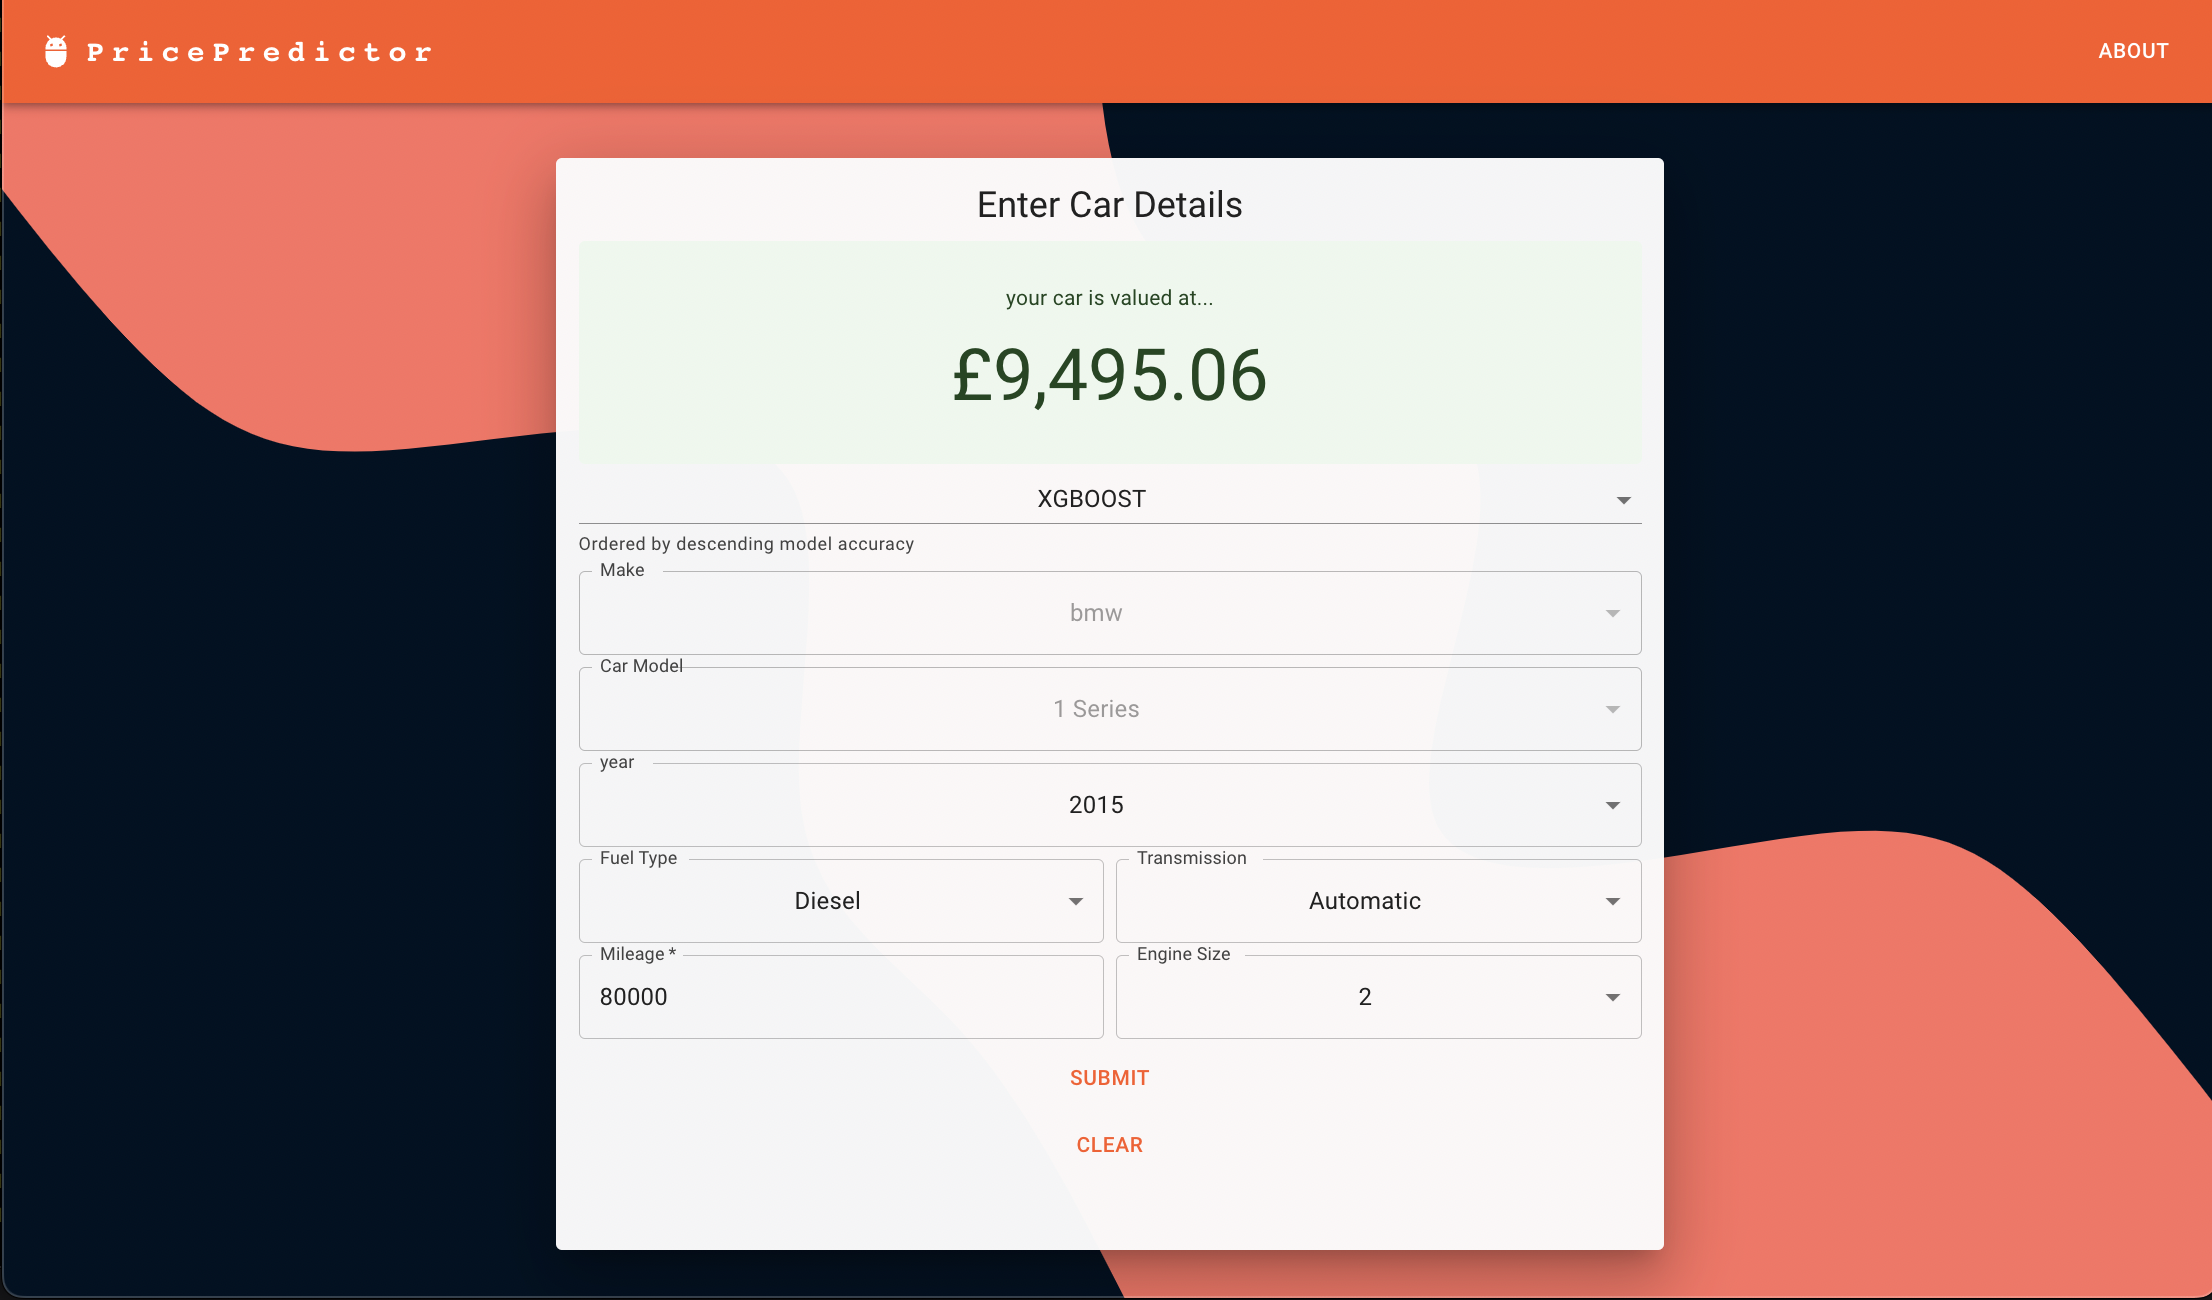 PricePredictor
ABOUT
Enter Car Details
your car is valued at...
£9,495.06
XGBOOST
Ordered by descending model accuracy
Make
bmw
Car Model
1 Series
year
2015
Fuel Type
Diesel
Transmission
Automatic
Mileage *
80000
Engine Size
2
SUBMIT
CLEAR